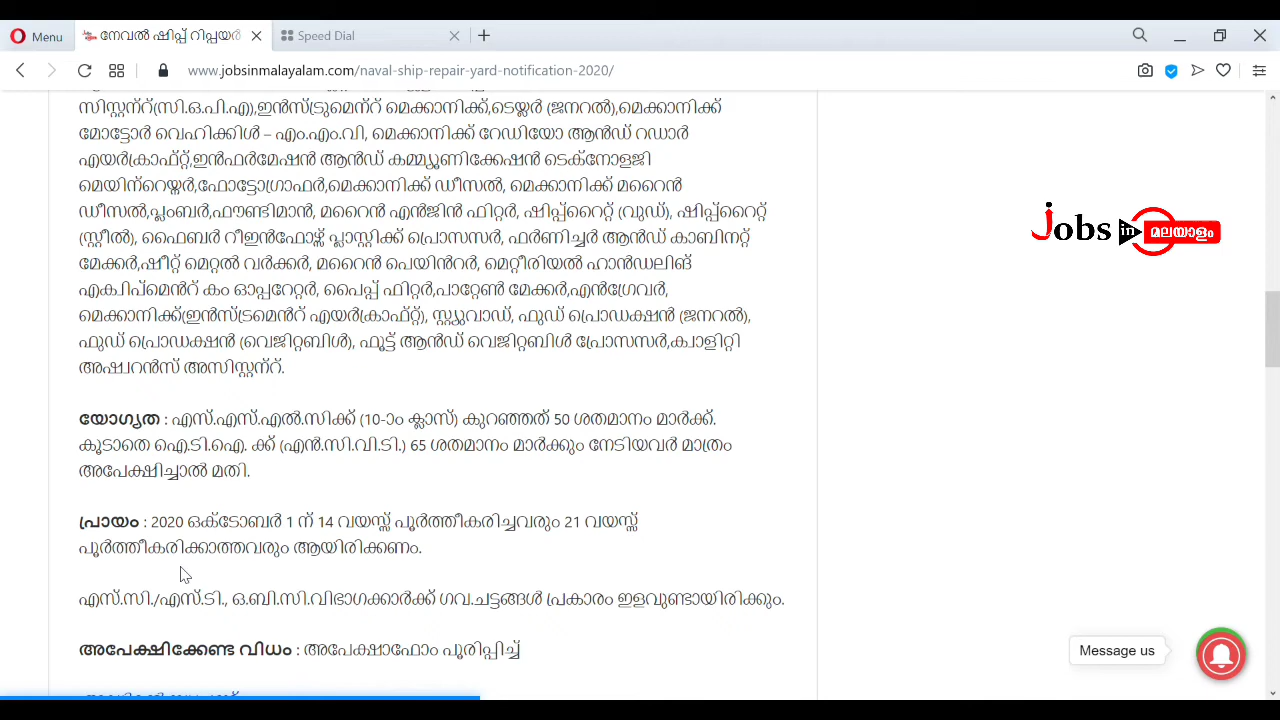 Menu
നേവൽ ഷിപ്പ് റിപ്പയർ
Speed Dial
www.jobsinmalayalam.com/naval-ship-repair-yard-notification-2020/
സിസ്റ്റന്റ്(സി.ഒ.പി.എ),ഇൻസ്ട്രുമെന്റ് മെക്കാനിക്ക്,ടെയ്ലർ (ജനറൽ),മെക്കാനിക്ക്
മോട്ടോർ വെഹിക്കിൾ – എം.എം.വി, മെക്കാനിക്ക് റേഡിയോ ആൻഡ് റഡാർ
എയർക്രാഫ്റ്റ്,ഇൻഫർമേഷൻ ആൻഡ് കമ്മ്യൂണിക്കേഷൻ ടെക്നോളജി
മെയിന്റെയ്നർ,ഫോട്ടോഗ്രാഫർ,മെക്കാനിക്ക് ഡീസൽ, മെക്കാനിക്ക് മറൈൻ
ഡീസൽ,പ്ലംബർ,ഫൗണ്ടിമാൻ, മറൈൻ എൻജിൻ ഫിറ്റർ, ഷിപ്പ്റൈറ്റ് (വുഡ്), ഷിപ്പ്റൈറ്റ്
(സ്റ്റീൽ), ഫൈബർ റീഇൻഫോഴ്സ് പ്ലാസ്റ്റിക്ക് പ്രൊസസർ, ഫർണിച്ചർ ആൻഡ് കാബിനറ്റ്
മേക്കർ,ഷീറ്റ് മെറ്റൽ വർക്കർ, മറൈൻ പെയിന്റർ, മെറ്റീരിയൽ ഹാൻഡലിങ്
എക്വിപ്മെൻറ് കം ഓപ്പറേറ്റർ, പൈപ്പ് ഫിറ്റർ,പാറ്റേൺ മേക്കർ,എൻഗ്രേവർ,
മെക്കാനിക്ക്(ഇൻസ്ട്രമെൻറ് എയർക്രാഫ്റ്റ്), സ്റ്റ്യുവാഡ്, ഫുഡ് പ്രൊഡക്ഷൻ (ജനറൽ),
ഫുഡ് പ്രൊഡക്ഷൻ (വെജിറ്റബിൾ), ഫ്രൂട്ട് ആൻഡ് വെജിറ്റബിൾ പ്രോസസർ,ക്വാളിറ്റി
അഷ്വറൻസ് അസിസ്റ്റന്റ്.
യോഗ്യത : എസ്.എസ്.എൽ.സിക്ക് (10-ാം ക്ലാസ്) കുറഞ്ഞത് 50 ശതമാനം മാർക്ക്.
കൂടാതെ ഐ.ടി.ഐ. ക്ക് (എൻ.സി.വി.ടി.) 65 ശതമാനം മാർക്കും നേടിയവർ മാത്രം
അപേക്ഷിച്ചാൽ മതി.
പ്രായം : 2020 ഒക്ടോബർ 1 ന് 14 വയസ്സ് പൂർത്തീകരിച്ചവരും 21 വയസ്സ്
പൂർത്തീകരിക്കാത്തവരും ആയിരിക്കണം.
എസ്.സി./എസ്.ടി., ഒ.ബി.സി.വിഭാഗക്കാർക്ക് ഗവ.ചട്ടങ്ങൾ പ്രകാരം ഇളവുണ്ടായിരിക്കും.
അപേക്ഷിക്കേണ്ട വിധം : അപേക്ഷാഫോം പൂരിപ്പിച്ച്
Jobs in മലയാളം
Message us